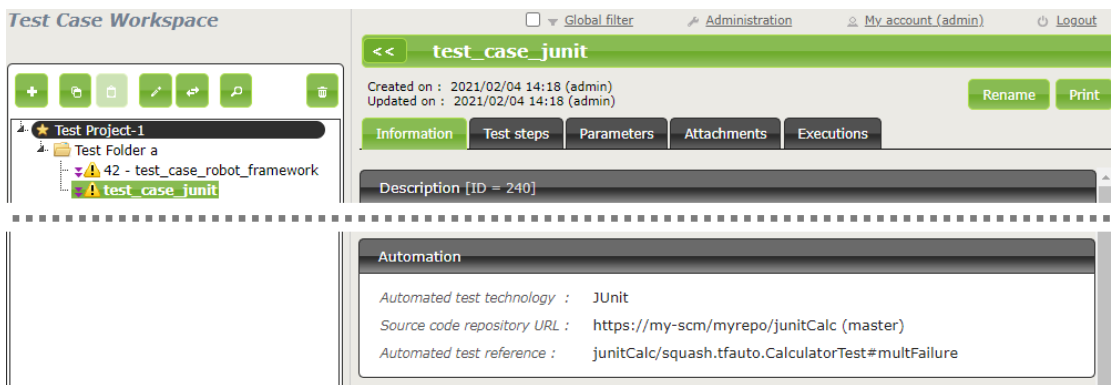 Test Case Workspace
Global filter
Administration
My account (admin)
Logout
<< test_case_junit
Created on : 2021/02/04 14:18 (admin)
Updated on : 2021/02/04 14:18 (admin)
Rename
Print
Information
Test steps
Parameters
Attachments
Executions
Test Project-1
Test Folder a
42 - test_case_robot_framework
test_case_junit
Description [ID = 240]
Automation
Automated test technology : JUnit
Source code repository URL : https://my-scm/myrepo/junitCalc (master)
Automated test reference : junitCalc/squash.tfauto.CalculatorTest#multFailure